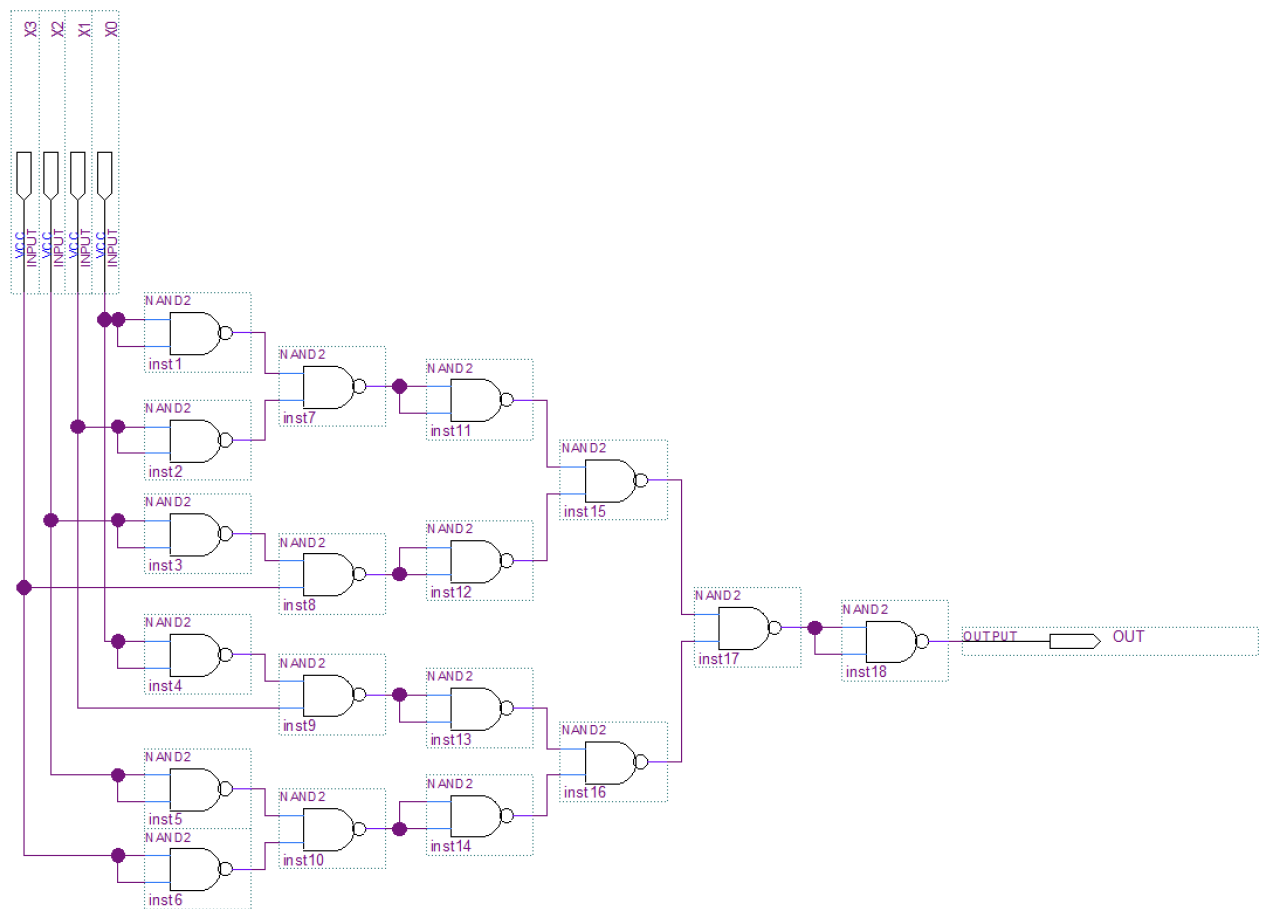 X3
X2
X1
X0
VCC
INPUT
VCC
INPUT
VCC
INPUT
VCC
INPUT
NAND2
inst1
NAND2
inst2
NAND2
inst3
NAND2
inst4
NAND2
inst5
NAND2
inst6
NAND2
inst7
NAND2
inst8
NAND2
inst9
NAND2
inst10
NAND2
inst11
NAND2
inst12
NAND2
inst13
NAND2
inst14
NAND2
inst15
NAND2
inst16
NAND2
inst17
NAND2
inst18
OUTPUT
OUT